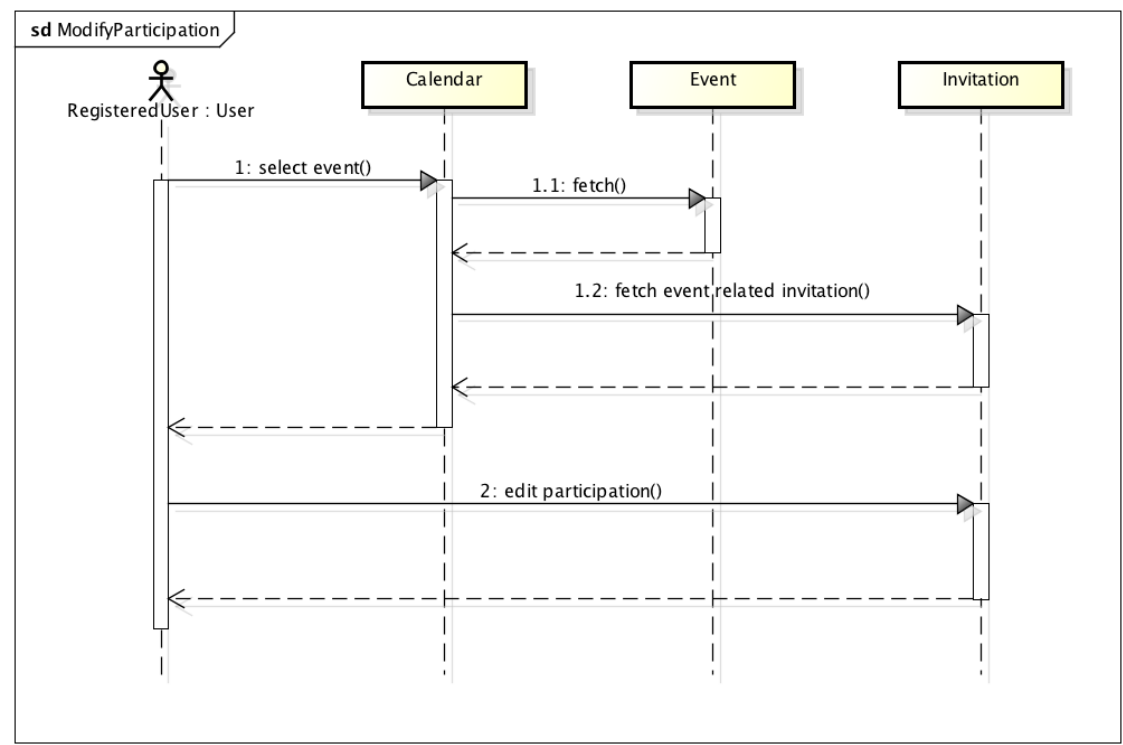 sd ModifyParticipation
RegisteredUser : User
Calendar
Event
Invitation
1: select event()
1.1: fetch()
1.2: fetch event related invitation()
2: edit participation()